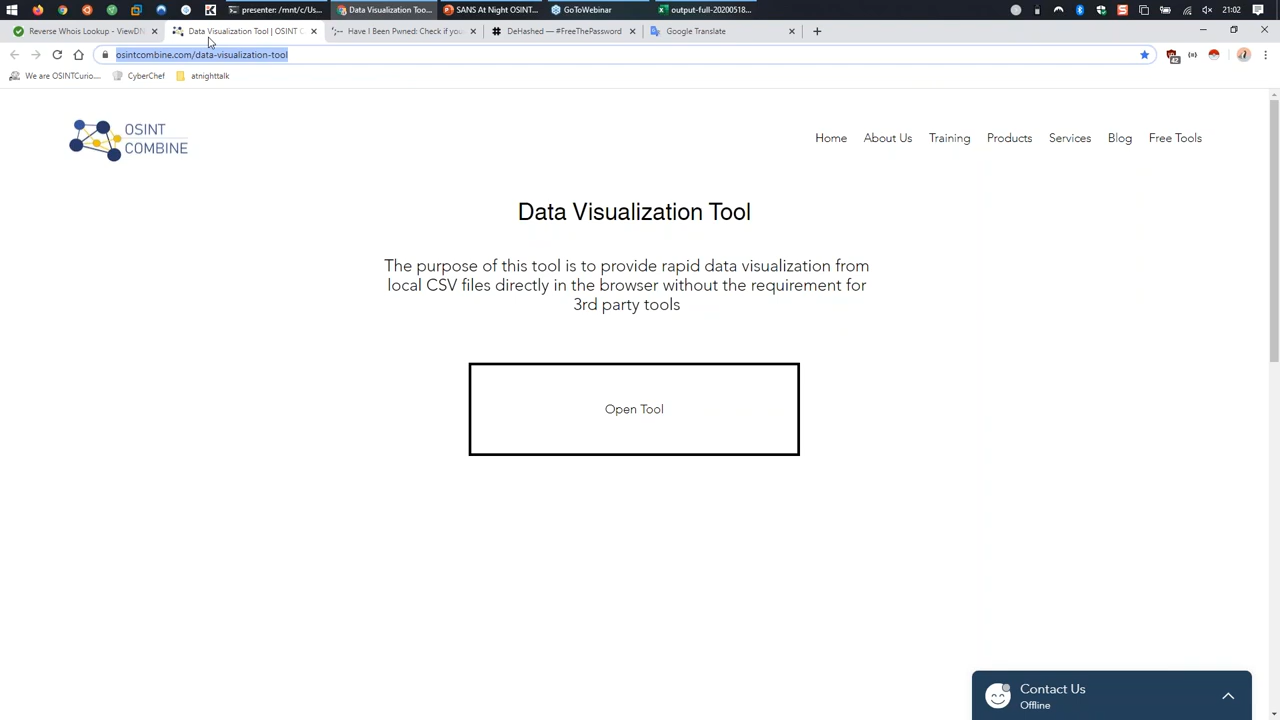 presenter: /mnt/c/Us...
Data Visualization Too...
SANS At Night OSINT...
GoToWebinar
output-full-20200518...
21:02
Reverse Whois Lookup - ViewDN
Data Visualization Tool | OSINT C
Have I Been Pwned: Check if you
DeHashed — #FreeThePassword
Google Translate
osintcombine.com/data-visualization-tool
42
We are OSINTCurio...
CyberChef
atnighttalk
OSINT
COMBINE
Home
About Us
Training
Products
Services
Blog
Free Tools
Data Visualization Tool
The purpose of this tool is to provide rapid data visualization from
local CSV files directly in the browser without the requirement for
3rd party tools
Open Tool
Contact Us
Offline